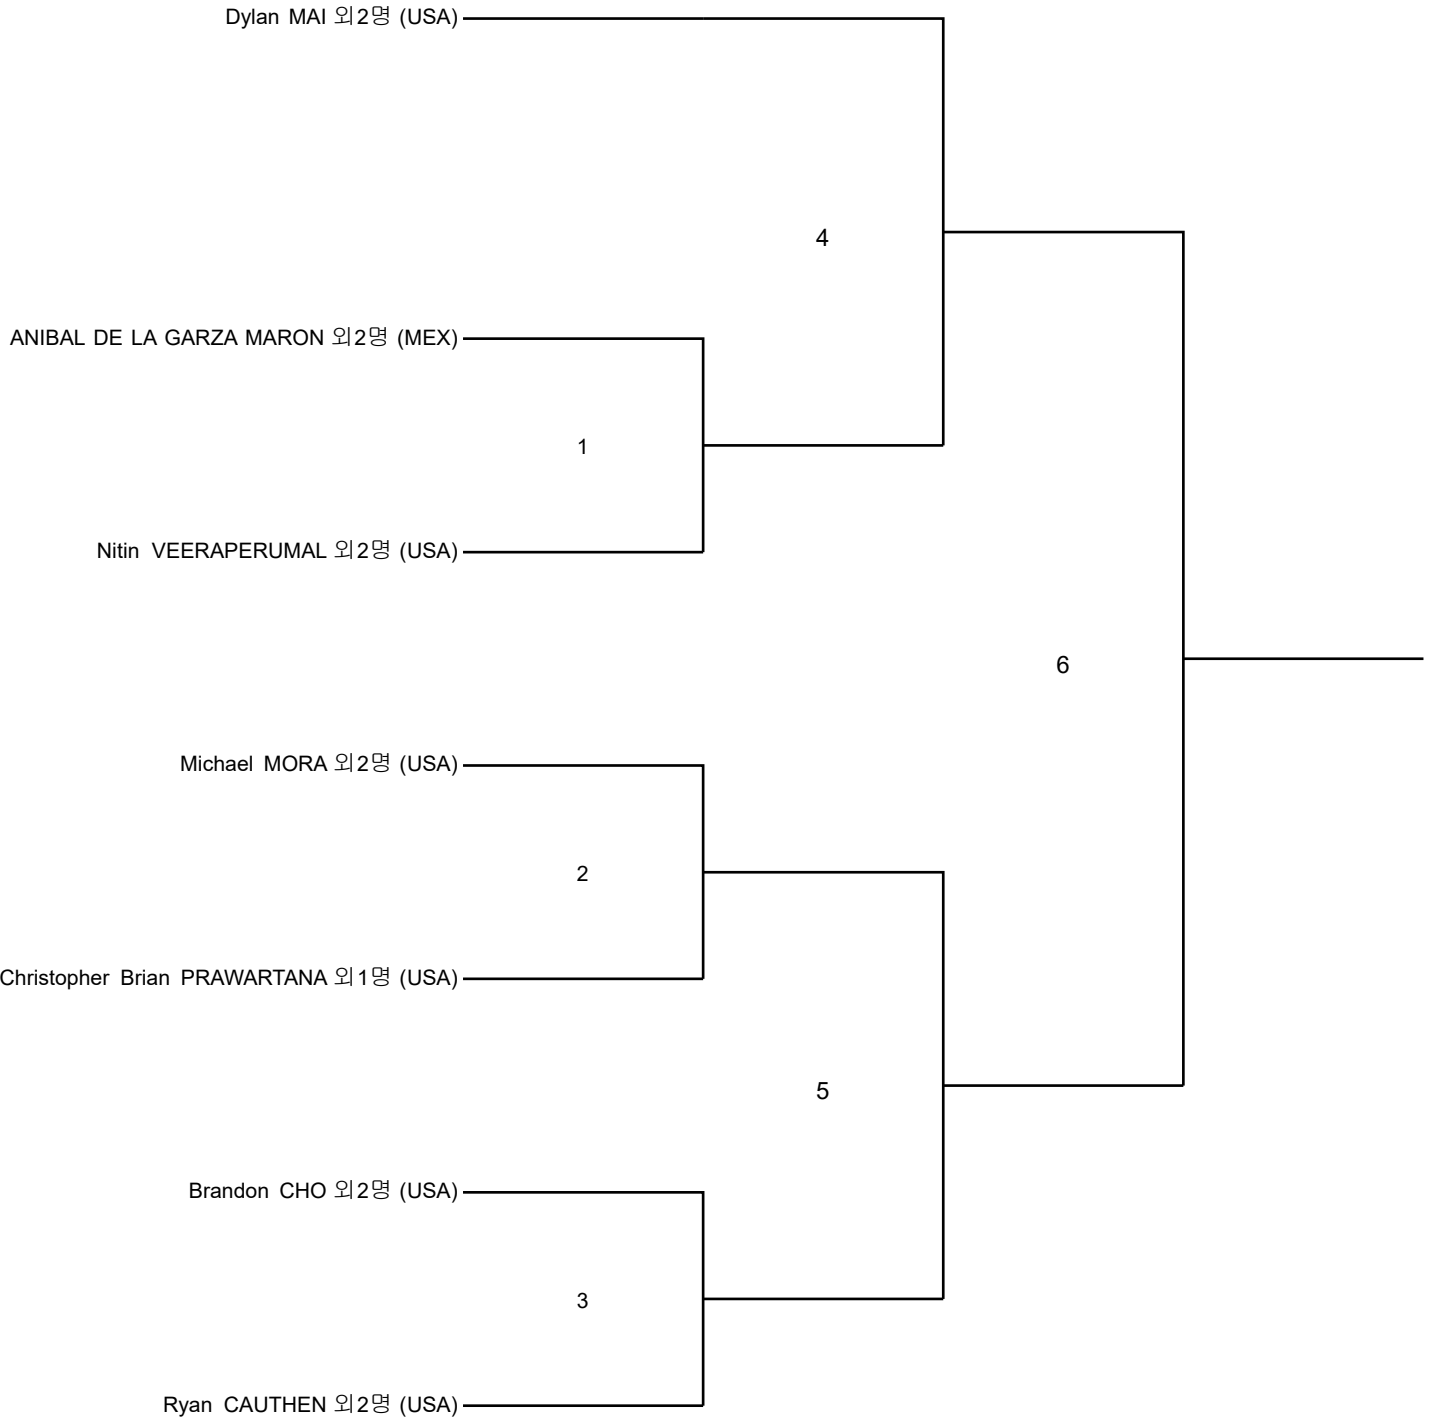 Dylan MAI 외2명 (USA)
4
ANIBAL DE LA GARZA MARON 외2명 (MEX)
1
Nitin VEERAPERUMAL 외2명 (USA)
6
Michael MORA 외2명 (USA)
2
Christopher Brian PRAWARTANA 외1명 (USA)
5
Brandon CHO 외2명 (USA)
3
Ryan CAUTHEN 외2명 (USA)